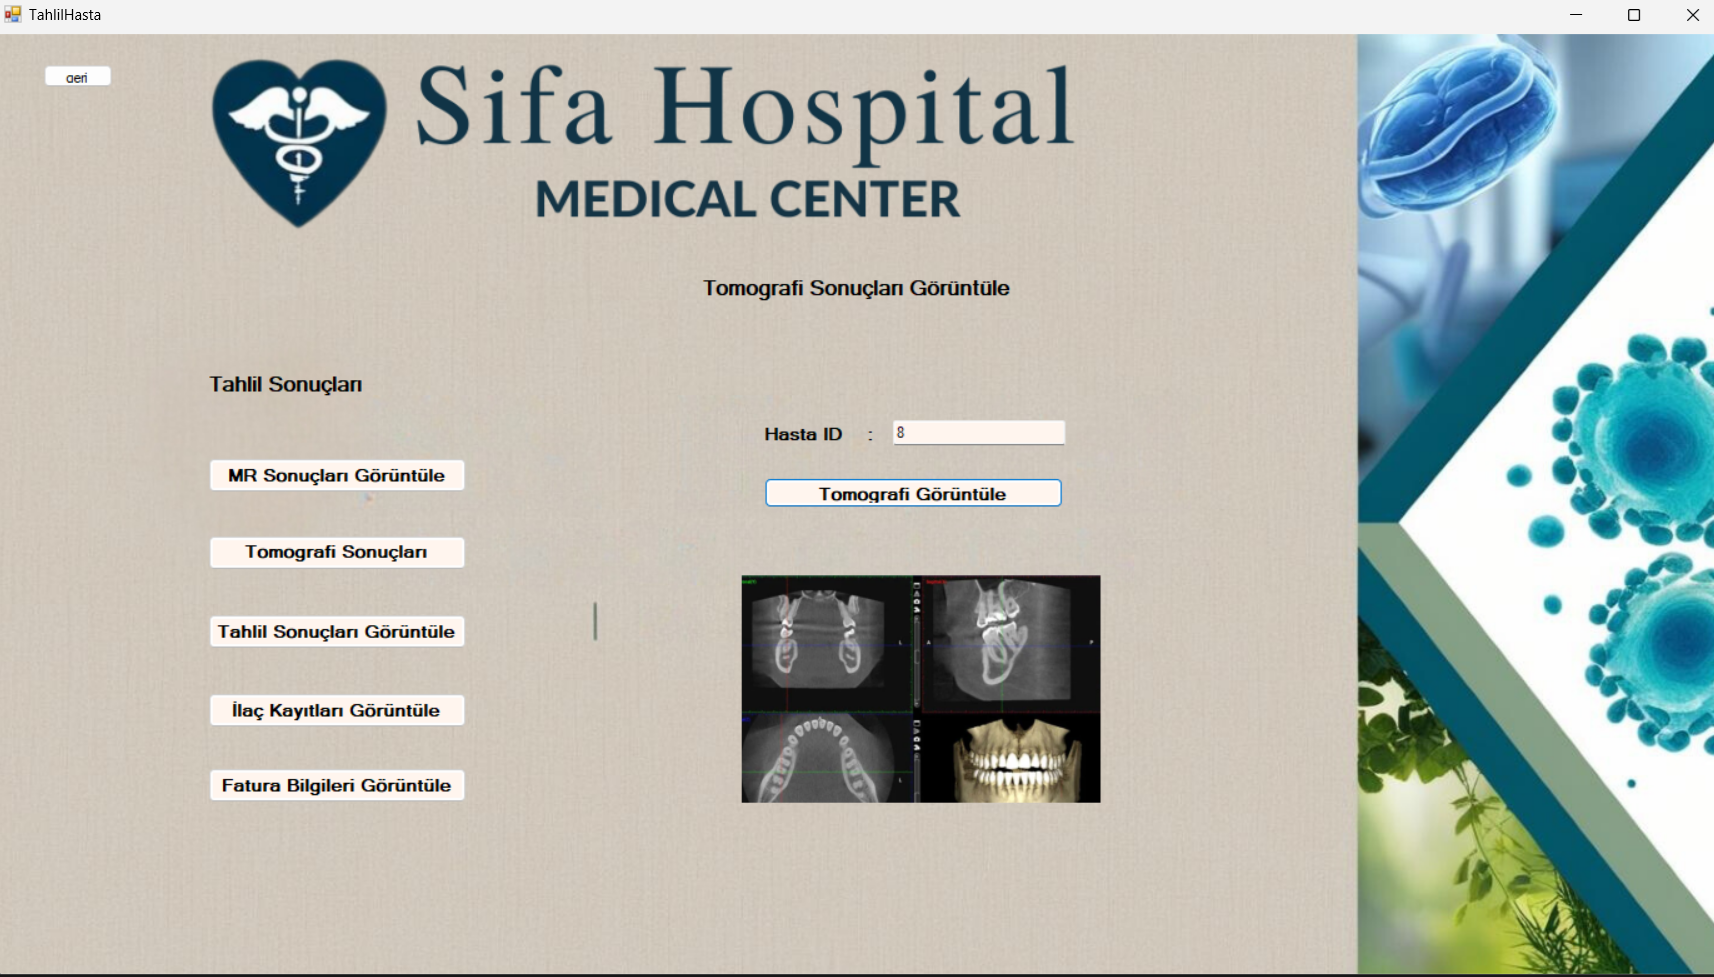 TahlilHasta
geri
Sifa Hospital
MEDICAL CENTER
Tomografi Sonuçları Görüntüle
Tahlil Sonuçları
Hasta ID : 8
MR Sonuçları Görüntüle
Tomografi Görüntüle
Tomografi Sonuçları
Tahlil Sonuçları Görüntüle
İlaç Kayıtları Görüntüle
Fatura Bilgileri Görüntüle
L
A
P
L